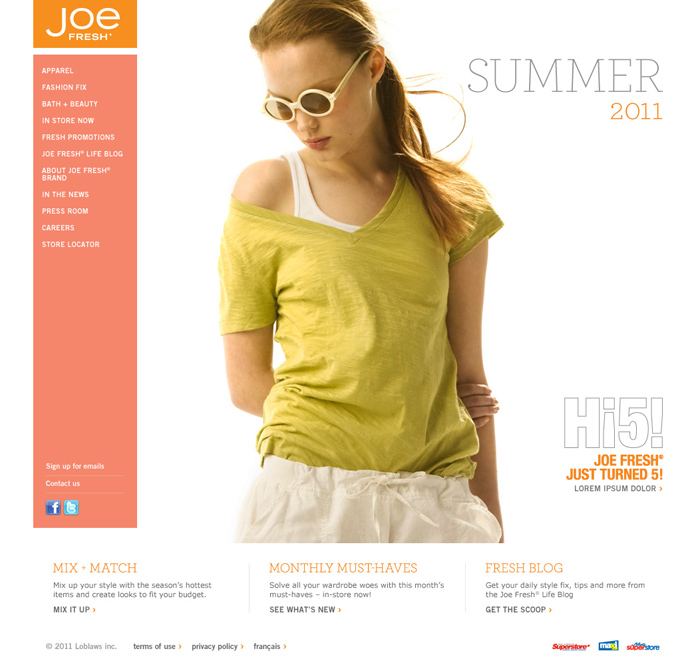 Joe
FRESH®
APPAREL
FASHION FIX
BATH + BEAUTY
IN STORE NOW
FRESH PROMOTIONS
JOE FRESH® LIFE BLOG
ABOUT JOE FRESH®
BRAND
IN THE NEWS
PRESS ROOM
CAREERS
STORE LOCATOR
Sign up for emails
Contact us
SUMMER
2011
Hi5!
JOE FRESH®
JUST TURNED 5!
LOREM IPSUM DOLOR >
MIX + MATCH
Mix up your style with the season's hottest
items and create looks to fit your budget.
MIX IT UP >
MONTHLY MUST-HAVES
Solve all your wardrobe woes with this month's
must-haves – in-store now!
SEE WHAT'S NEW >
FRESH BLOG
Get your daily style fix, tips and more from
the Joe Fresh® Life Blog
GET THE SCOOP >
© 2011 Loblaws inc. terms of use > privacy policy > français >
Superstore
maxi
superstore